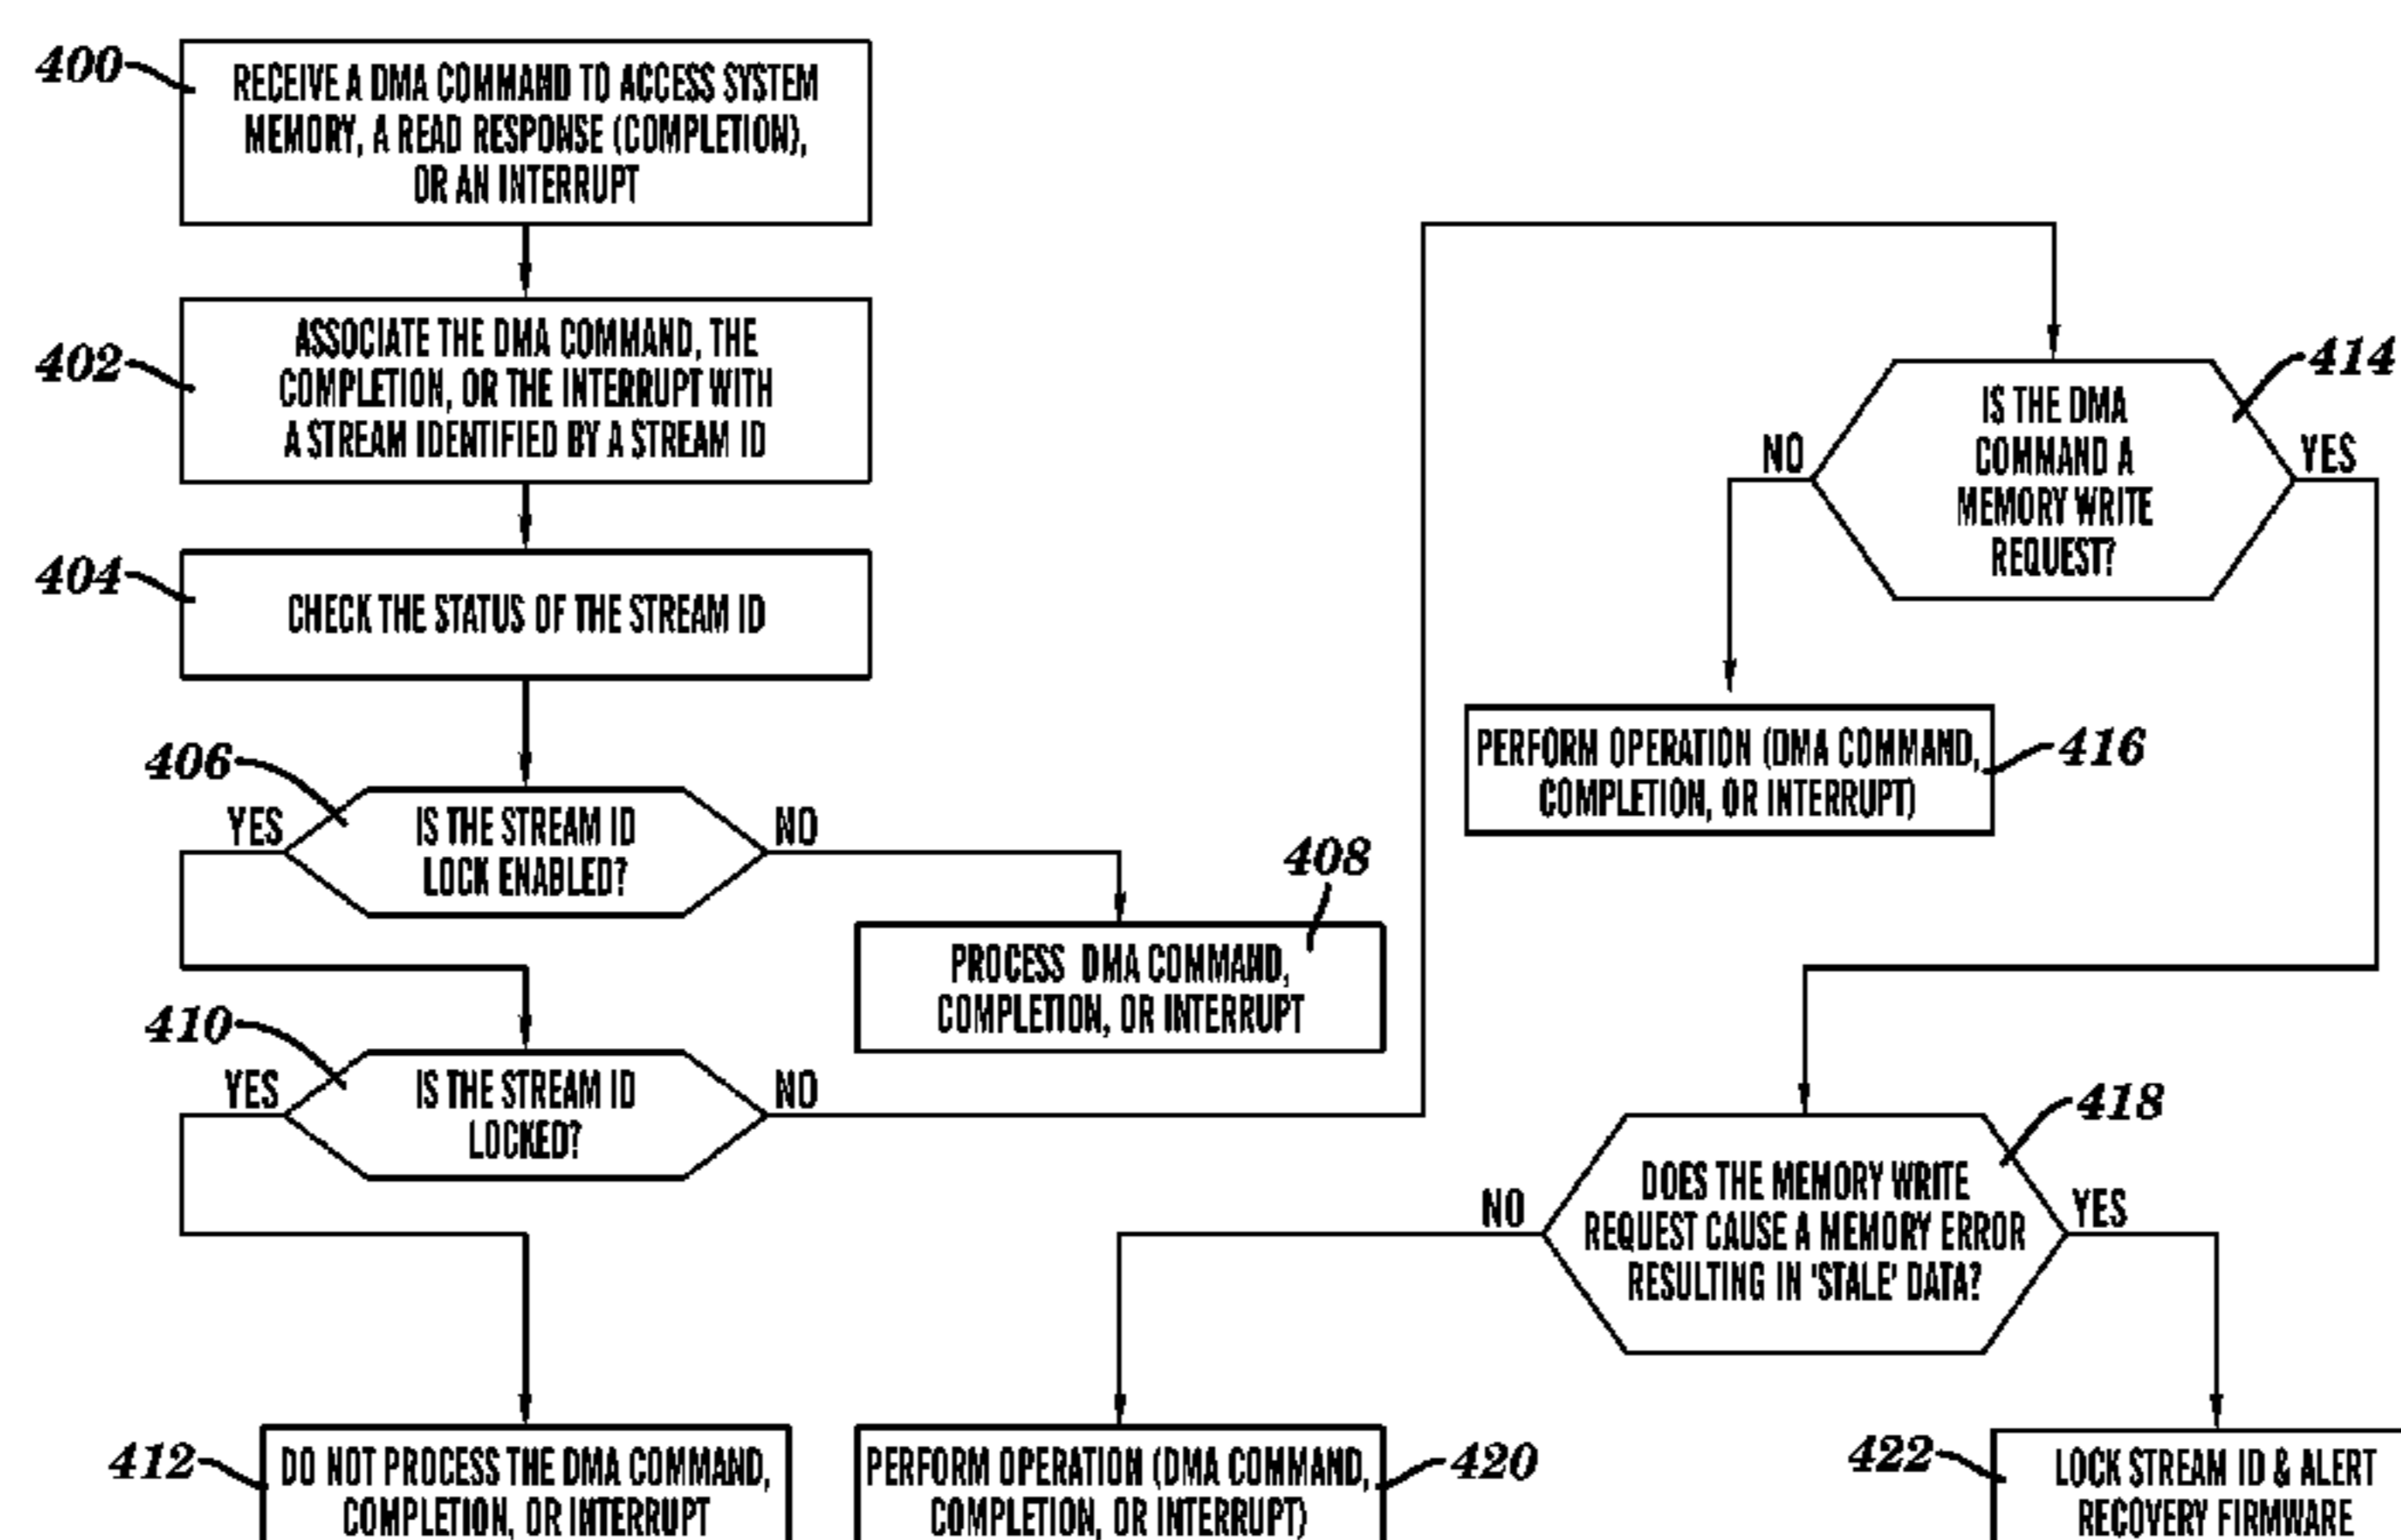 400
RECEIVE A DMA COMMAND TO ACCESS SYSTEM
MEMORY, A READ RESPONSE (COMPLETION),
OR AN INTERRUPT
402
ASSOCIATE THE DMA COMMAND, THE
COMPLETION, OR THE INTERRUPT WITH
A STREAM IDENTIFIED BY A STREAM ID
404
CHECK THE STATUS OF THE STREAM ID
406
YES
IS THE STREAM ID
LOCK ENABLED?
NO
408
PROCESS DMA COMMAND,
COMPLETION, OR INTERRUPT
410
YES
IS THE STREAM ID
LOCKED?
NO
412
DO NOT PROCESS THE DMA COMMAND,
COMPLETION, OR INTERRUPT
414
NO
IS THE DMA
COMMAND A
MEMORY WRITE
REQUEST?
YES
PERFORM OPERATION (DMA COMMAND,
COMPLETION, OR INTERRUPT)
416
418
NO
DOES THE MEMORY WRITE
REQUEST CAUSE A MEMORY ERROR
RESULTING IN 'STALE' DATA?
YES
PERFORM OPERATION (DMA COMMAND,
COMPLETION, OR INTERRUPT)
420
422
LOCK STREAM ID & ALERT
RECOVERY FIRMWARE